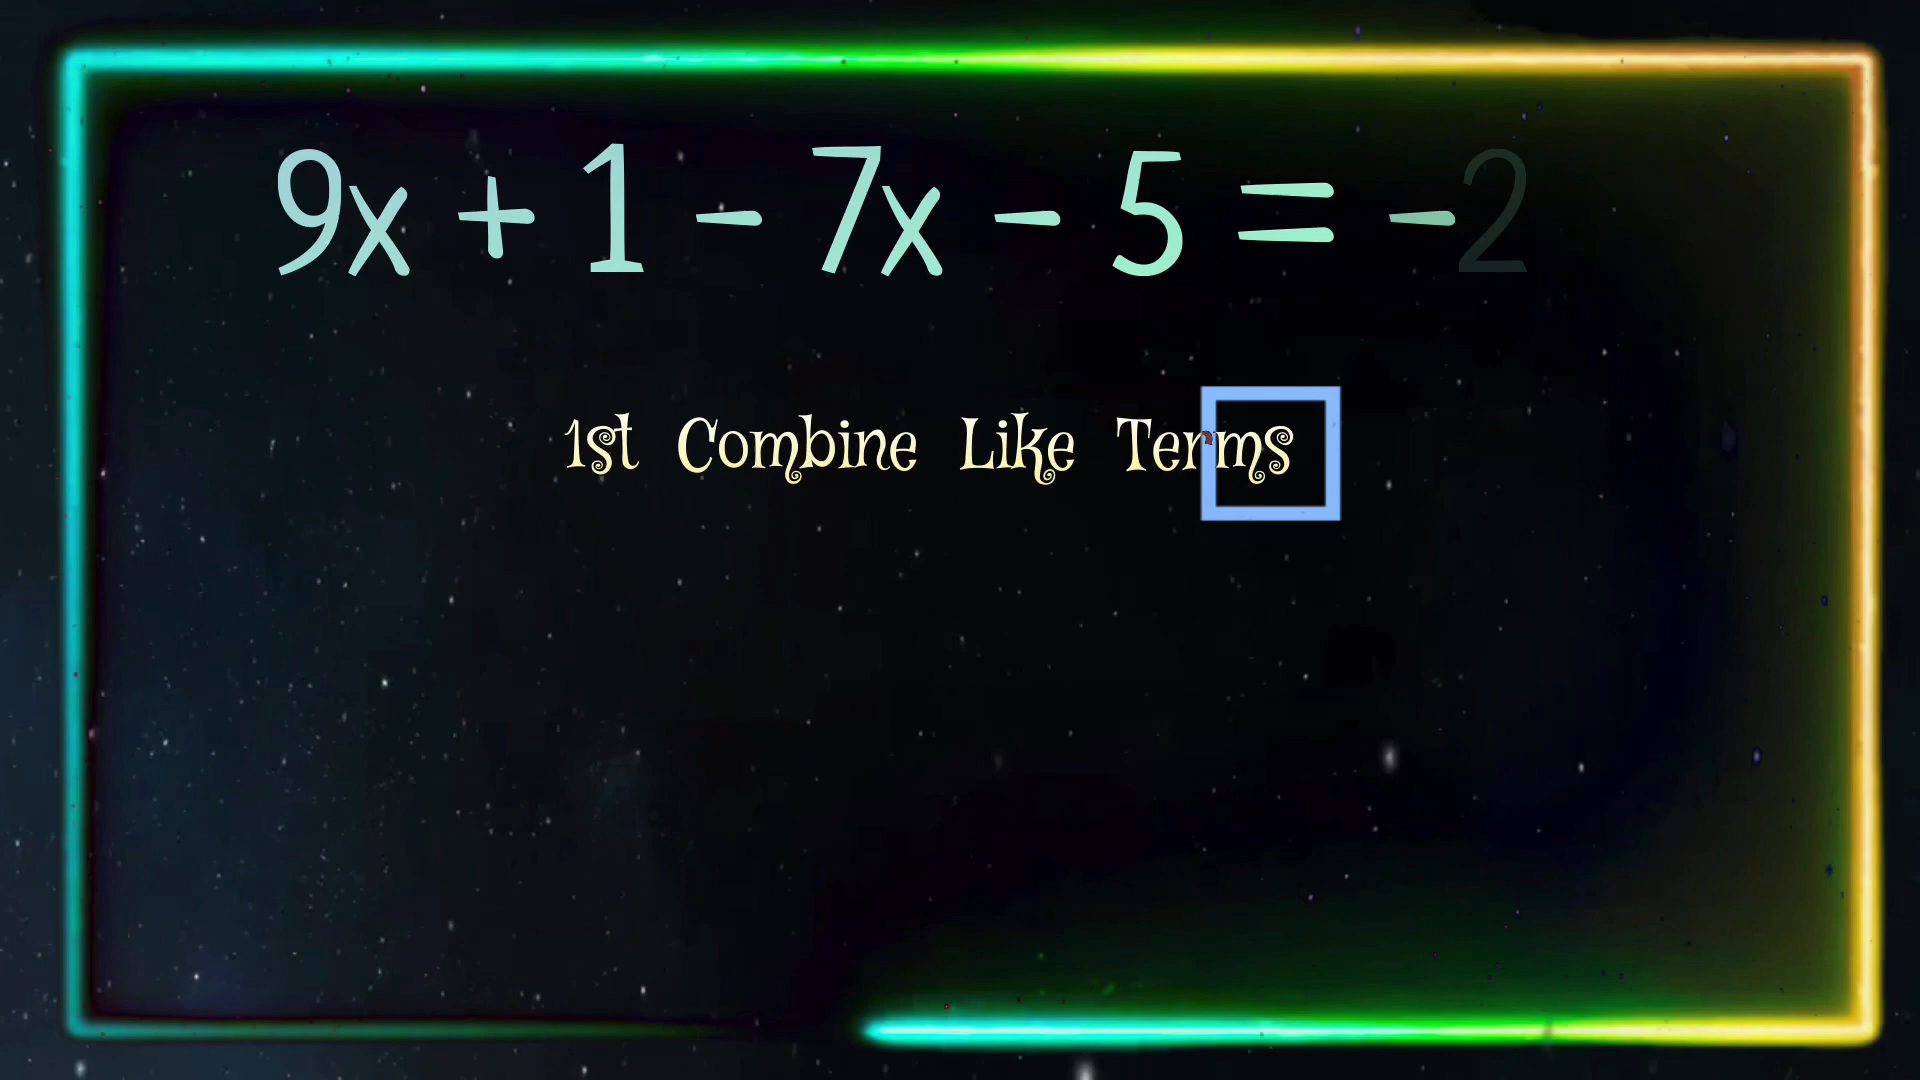 9x + 1 - 7x - 5 = -2
1st Combine Like Terms